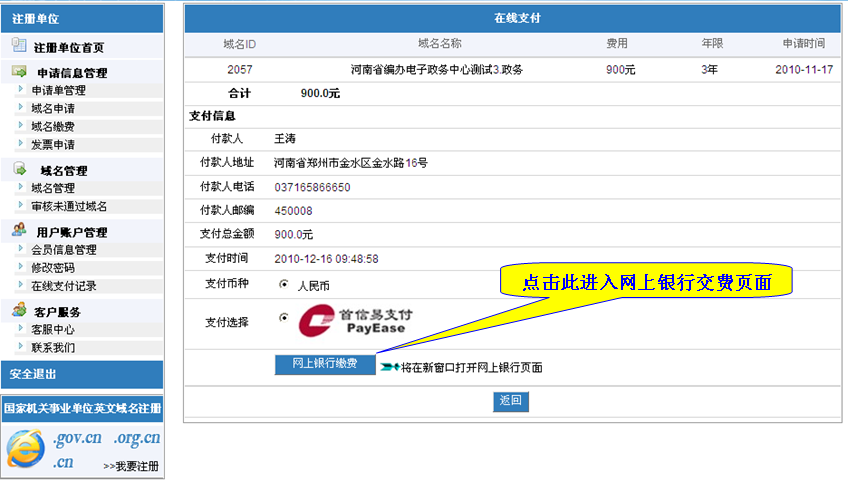 注册单位
注册单位首页
申请信息管理
申请单管理
域名申请
域名缴费
发票申请
域名管理
域名管理
审核未通过域名
用户账户管理
会员信息管理
修改密码
在线支付记录
客户服务
客服中心
联系我们
安全退出
国家机关事业单位英文域名注册
.gov.cn .org.cn
.cn >>我要注册
在线支付
域名ID 域名名称 费用 年限 申请时间
2057 河南省编办电子政务中心测试3.政务 900元 3年 2010-11-17
合计 900.0元
支付信息
付款人 王涛
付款人地址 河南省郑州市金水区金水路16号
付款人电话 037165866650
付款人邮编 450008
支付总金额 900.0元
支付时间 2010-12-16 09:48:58
支付币种 人民币
点击此进入网上银行交费页面
支付选择 首信易支付
PayEase
网上银行缴费 将在新窗口打开网上银行页面
返回